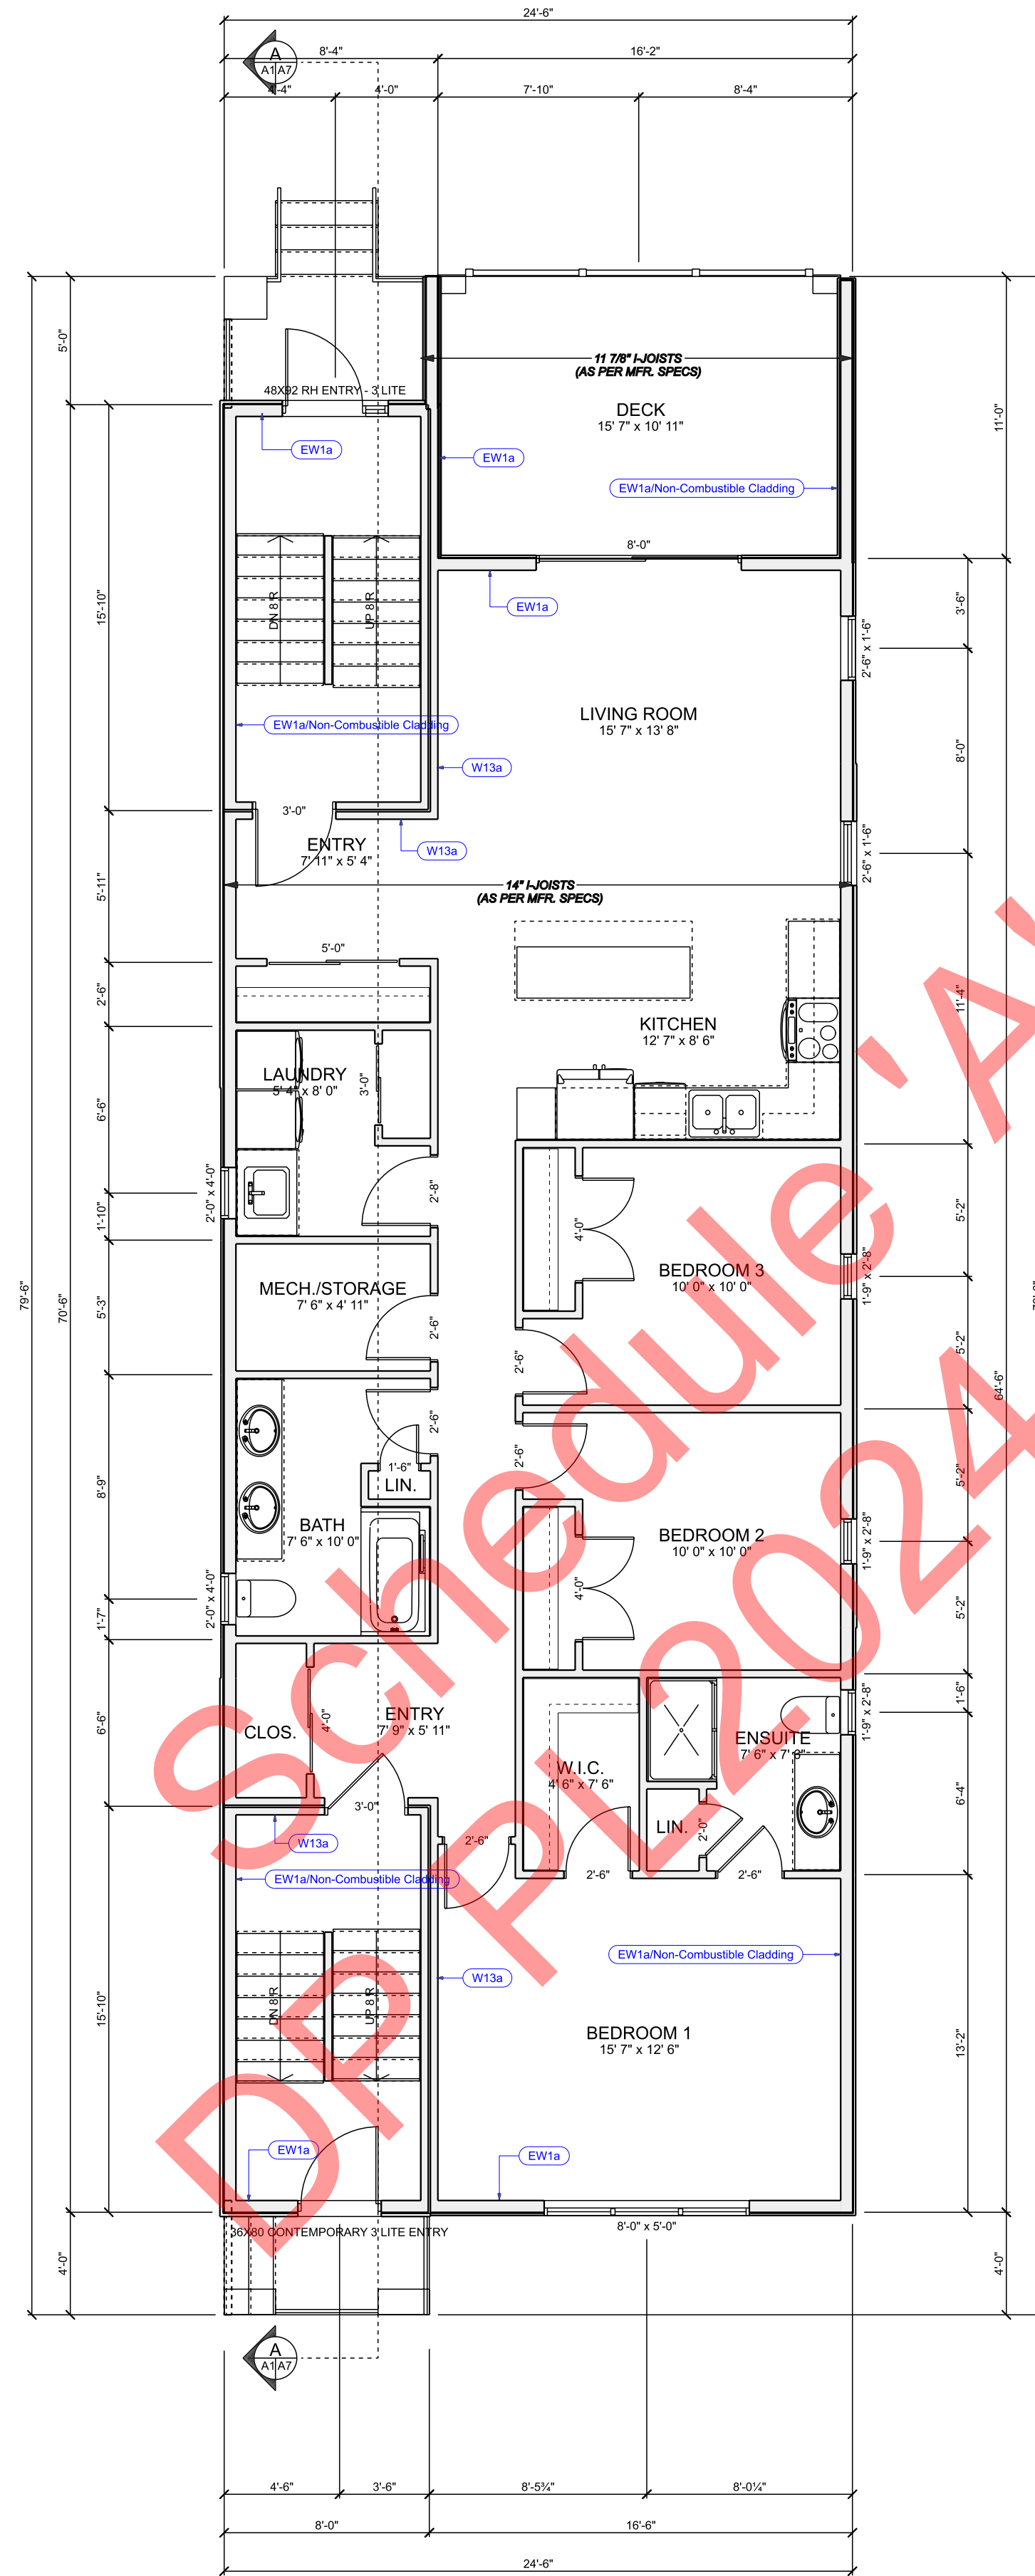 24'-6"
8'-4"
16'-2"
A
A1 A7
4'-4"
4'-0"
7'-10"
8'-4"
5'-0"
48X92 RH ENTRY - 3 LITE
11 7/8" I-JOISTS
(AS PER MFR. SPECS)
DECK
15' 7" x 10' 11"
11'-0"
EW1a
EW1a
EW1a/Non-Combustible Cladding
8'-0"
DN 8 R
UP 8 R
EW1a
15'-10"
3'-6"
2'-6" x 1'-6"
LIVING ROOM
15' 7" x 13' 8"
EW1a/Non-Combustible Cladding
8'-0"
W13a
3'-0"
ENTRY
7' 11" x 5' 4"
W13a
2'-6" x 1'-6"
5'-11"
14" I-JOISTS
(AS PER MFR. SPECS)
5'-0"
2'-6"
11'-4"
KITCHEN
12' 7" x 8' 6"
LAUNDRY
5' 4" x 8' 0"
3'-0"
6'-6"
2'-0" x 4'-0"
2'-8"
1'-10"
4'-0"
5'-2"
BEDROOM 3
10' 0" x 10' 0"
1'-9" x 2'-8"
MECH./STORAGE
7' 6" x 4' 11"
79'-6"
70'-6"
5'-3"
2'-6"
2'-6"
5'-2"
64'-6"
2'-6"
2'-6"
1'-6"
LIN.
5'-2"
8'-9"
BATH
7' 6" x 10' 0"
BEDROOM 2
10' 0" x 10' 0"
1'-9" x 2'-8"
4'-0"
2'-0" x 4'-0"
1'-7"
5'-2"
1'-6"
6'-6"
CLOS.
4'-0"
ENTRY
7' 9" x 5' 11"
1'-9" x 2'-8"
ENSUITE
W.I.C.
4' 6" x 7' 6"
3'-0"
LIN.
2'-0"
6'-4"
W13a
2'-6"
2'-6"
2'-6"
EW1a/Non-Combustible Cladding
EW1a/Non-Combustible Cladding
W13a
DN 8 R
UP 8 R
15'-10"
BEDROOM 1
15' 7" x 12' 6"
13'-2"
EW1a
EW1a
36X80 CONTEMPORARY 3 LITE ENTRY
8'-0" x 5'-0"
4'-0"
4'-0"
A
A1 A7
4'-6"
3'-6"
8'-5¾"
8'-0¼"
8'-0"
16'-6"
24'-6"
Schedule 'A'
DP PL2024